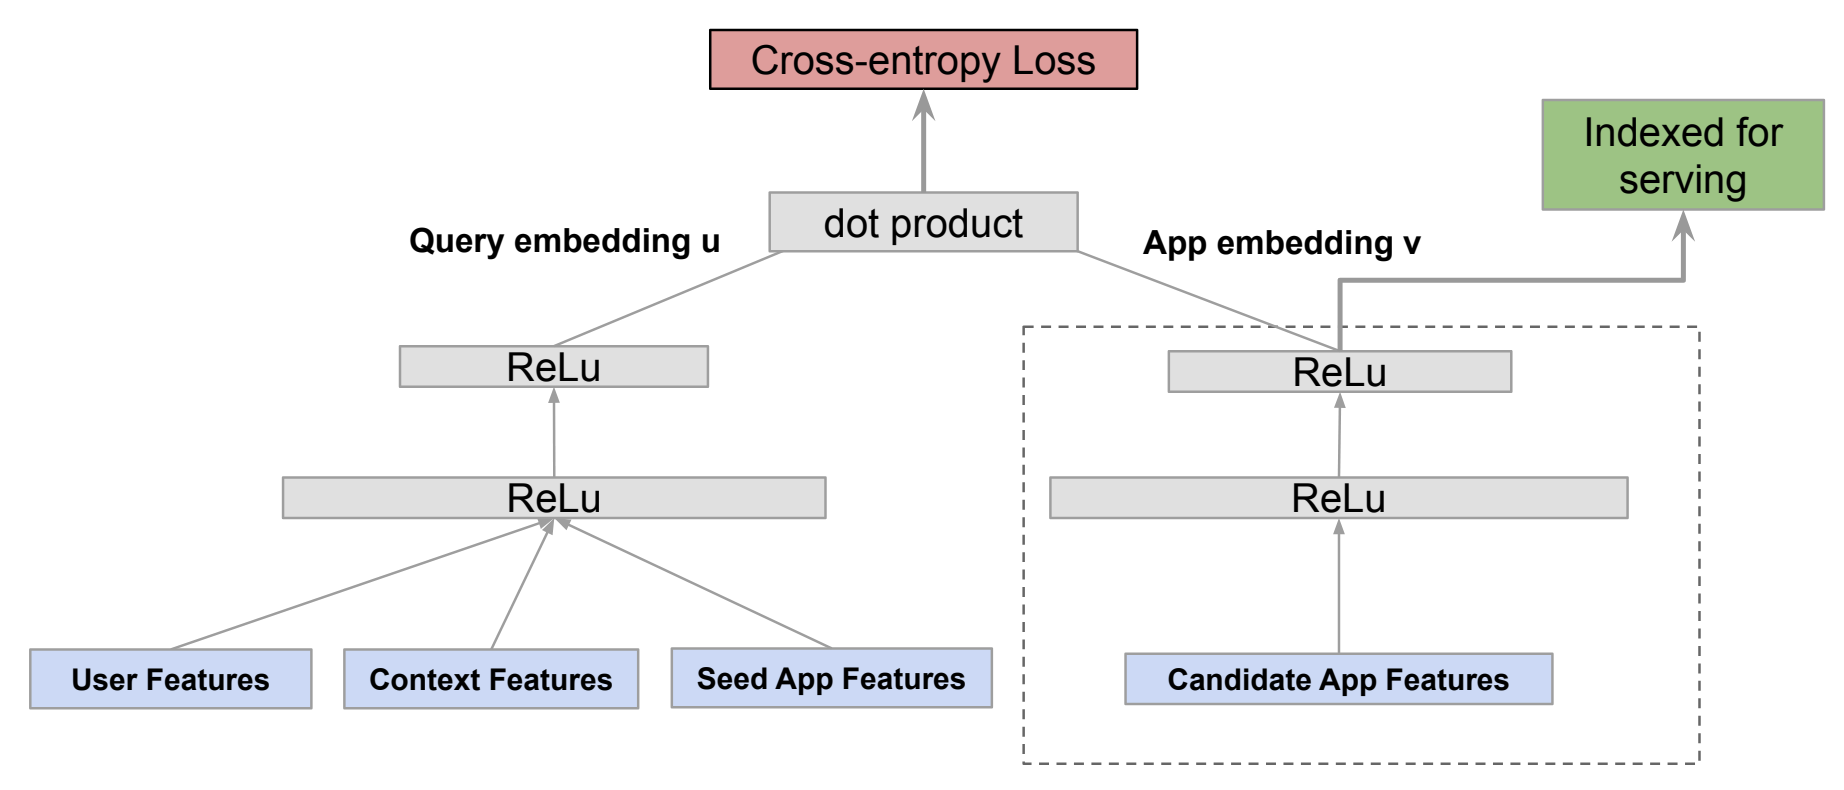 Cross-entropy Loss
Indexed for
serving
dot product
Query embedding u
App embedding v
ReLu
ReLu
ReLu
ReLu
User Features
Context Features
Seed App Features
Candidate App Features